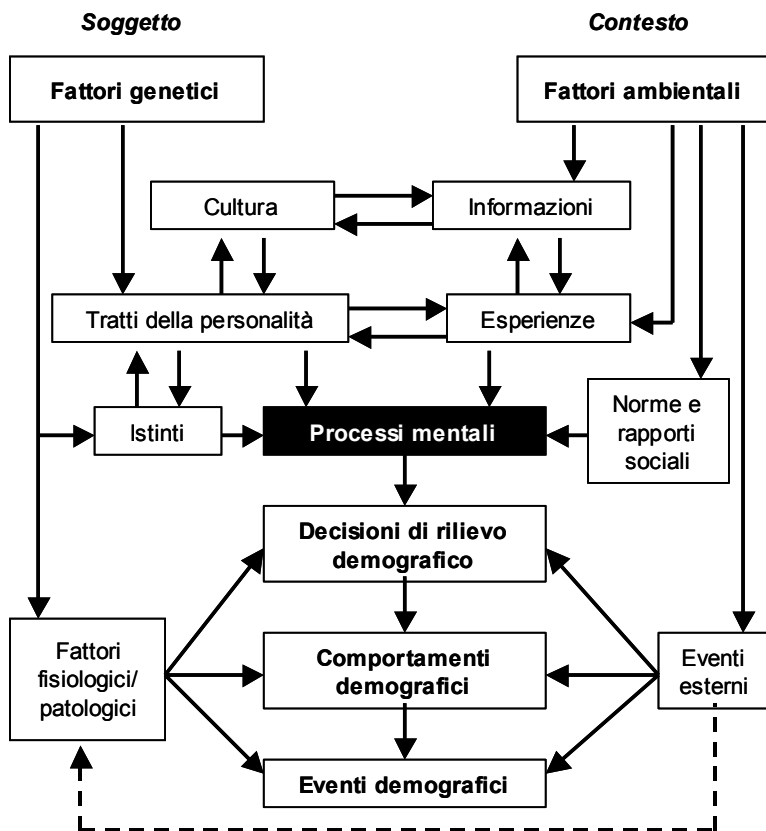 Soggetto
Contesto
Fattori genetici
Fattori ambientali
Cultura
Informazioni
Tratti della personalità
Esperienze
Istinti
Processi mentali
Norme e
rapporti
sociali
Decisioni di rilievo
demografico
Fattori
fisiologici/
patologici
Comportamenti
demografici
Eventi
esterni
Eventi demografici